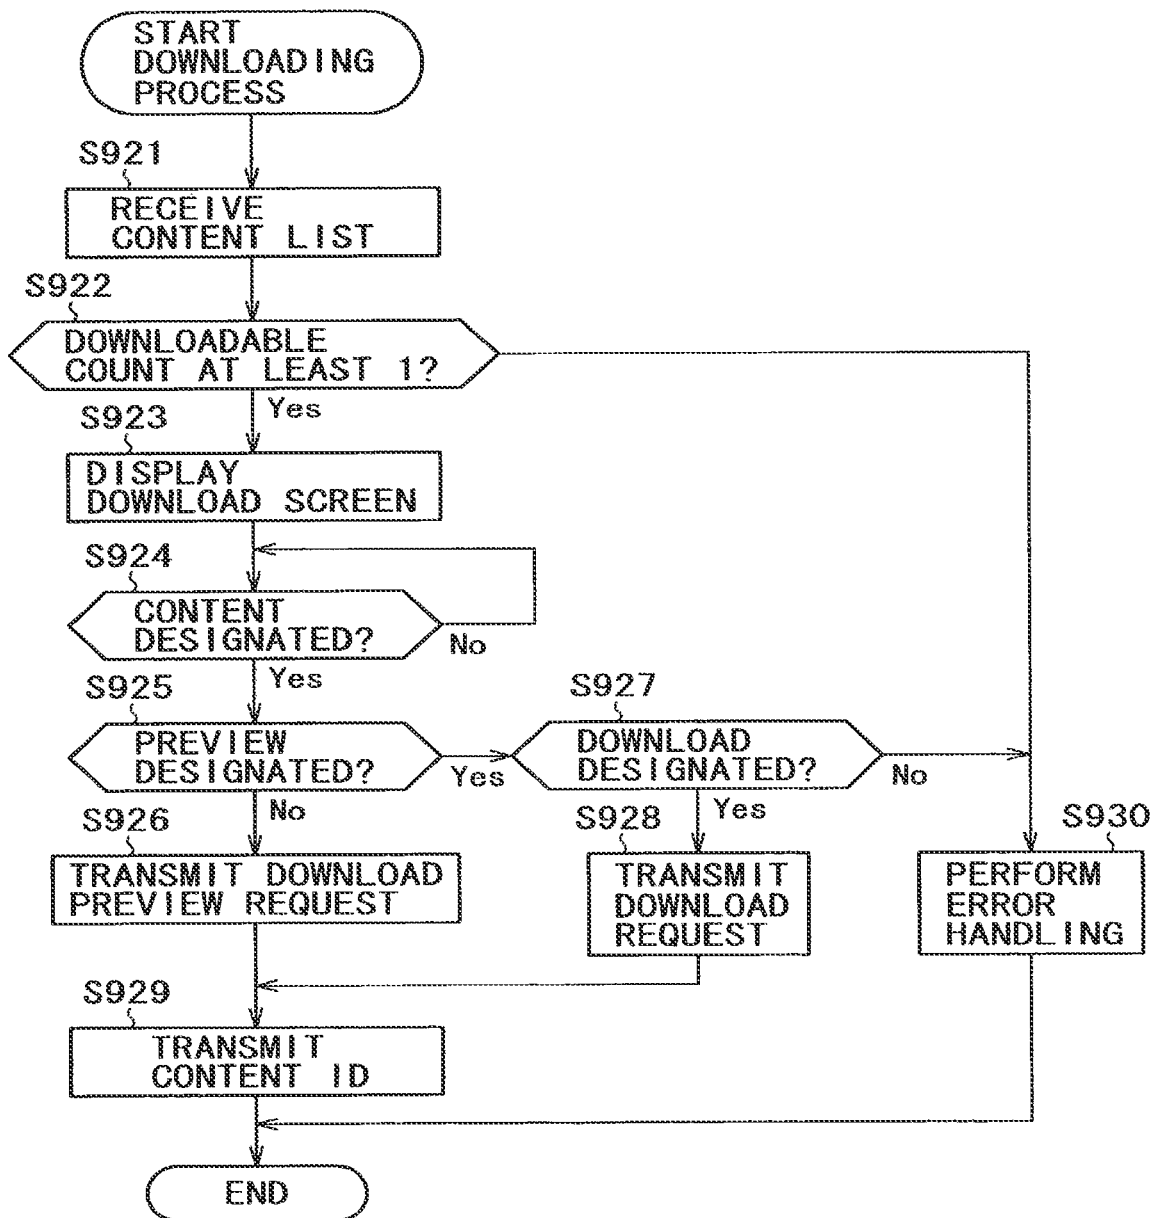 START
DOWNLOADING
PROCESS
S921
RECEIVE
CONTENT LIST
S922
DOWNLOADABLE
COUNT AT LEAST 1?
Yes
S923
DISPLAY
DOWNLOAD SCREEN
S924
CONTENT
DESIGNATED?
No
Yes
S925
PREVIEW
DESIGNATED?
Yes
No
S927
DOWNLOAD
DESIGNATED?
No
Yes
S926
TRANSMIT DOWNLOAD
PREVIEW REQUEST
S928
TRANSMIT
DOWNLOAD
REQUEST
S930
PERFORM
ERROR
HANDLING
S929
TRANSMIT
CONTENT ID
END